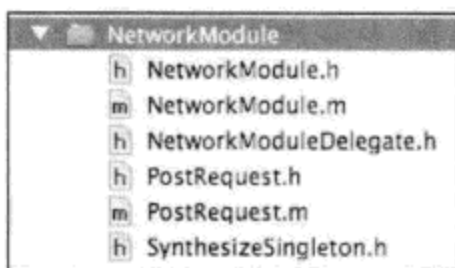 NetworkModule
h NetworkModule.h
m NetworkModule.m
h NetworkModuleDelegate.h
h PostRequest.h
m PostRequest.m
h SynthesizeSingleton.h